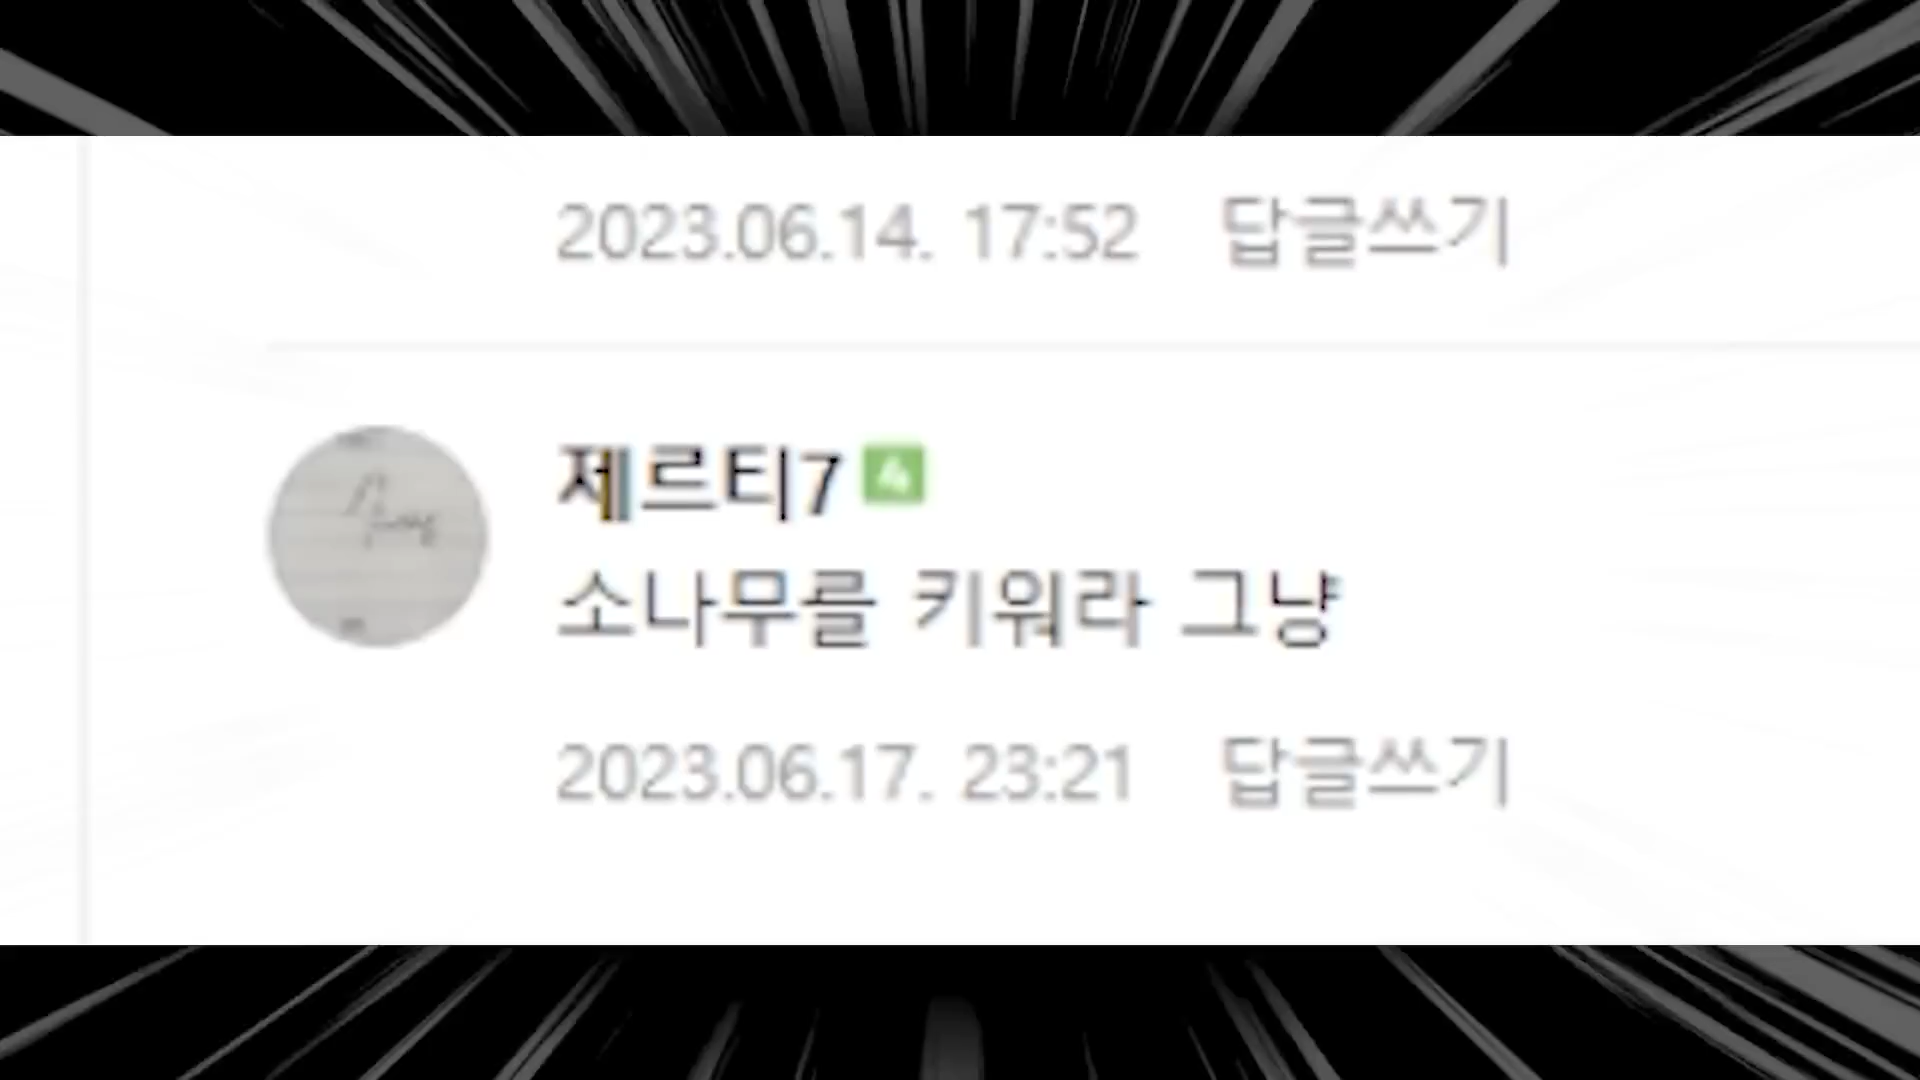 2023.06.14. 17:52 답글쓰기
제르티7
소나무를 키워라 그냥
2023.06.17. 23:21 답글쓰기